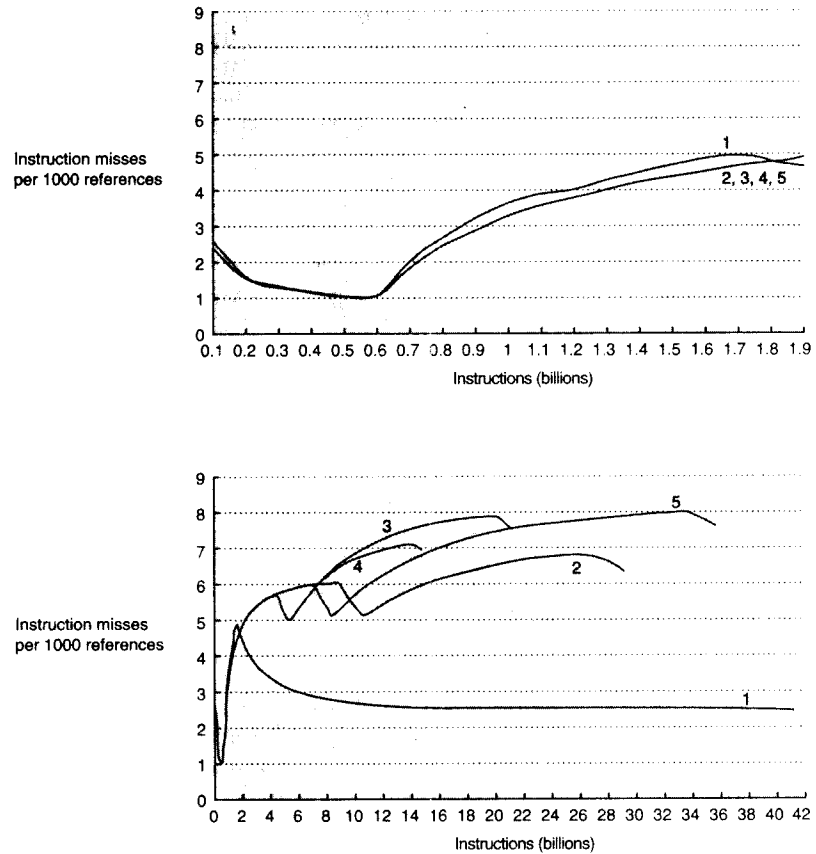 9
8
7
6
5
4
3
2
1
0
Instruction misses
per 1000 references
1
2, 3, 4, 5
0.1 0.2 0.3 0.4 0.5 0.6 0.7 0.8 0.9 1 1.1 1.2 1.3 1.4 1.5 1.6 1.7 1.8 1.9
Instructions (billions)
9
8
7
6
5
4
3
2
1
0
Instruction misses
per 1000 references
3
4
5
2
1
0 2 4 6 8 10 12 14 16 18 20 22 24 26 28 30 32 34 36 38 40 42
Instructions (billions)